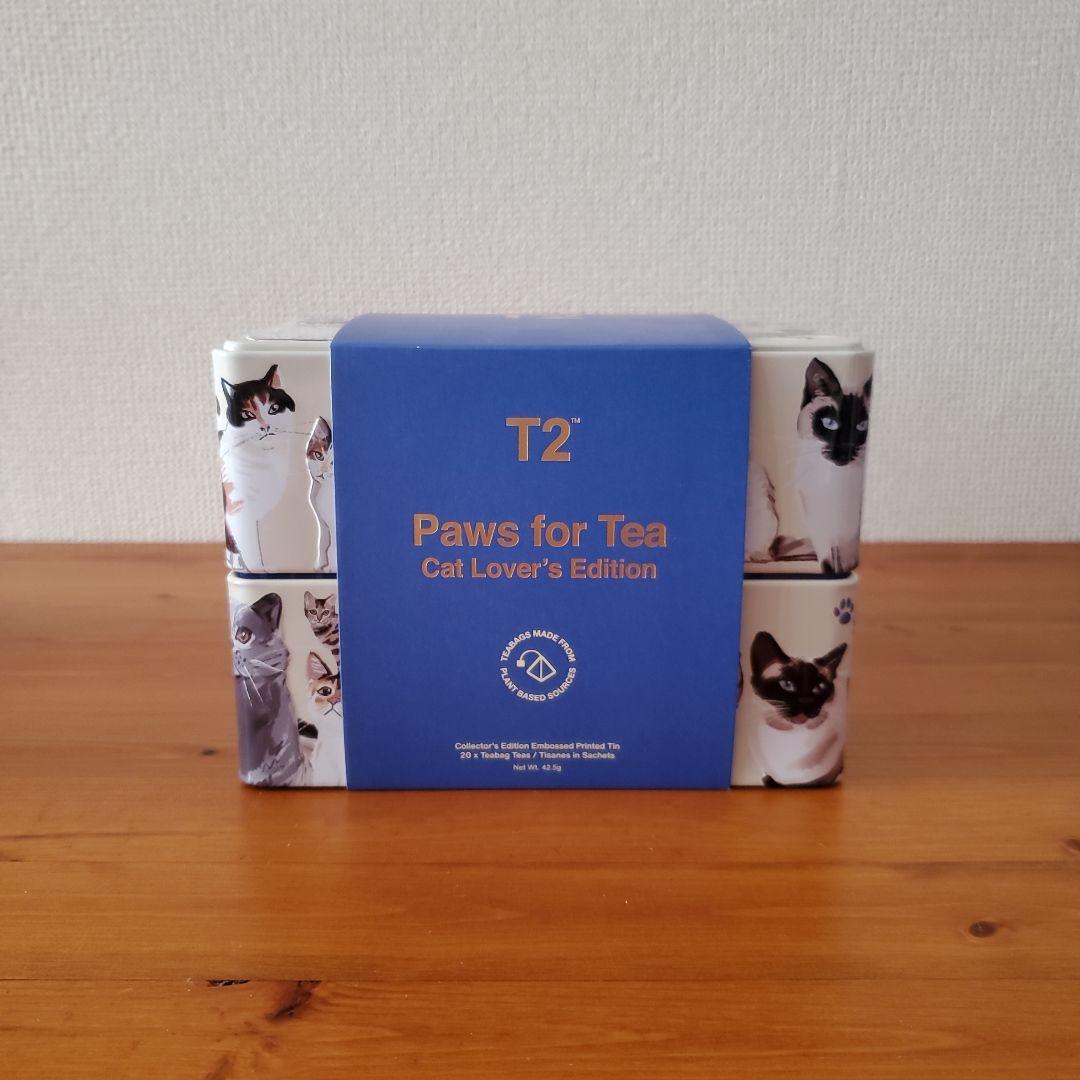 T2™
Paws for Tea
Cat Lover's Edition
TEABAGS MADE FROM
PLANT BASED SOURCES
Collector's Edition Embossed Printed Tin
20 x Teabag Teas / Tisanes in Sachets
Net Wt. 42.5g